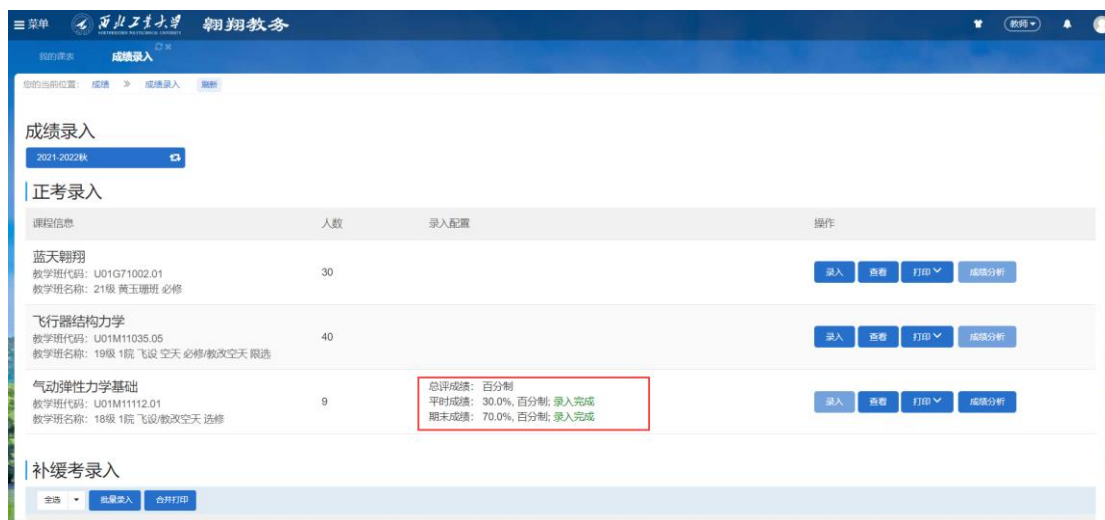 菜单 西北工业大学 翱翔教务 教师
我的课表 成绩录入
您的当前位置: 成绩 》 成绩录入 刷新
成绩录入
2021-2022秋
正考录入
课程信息 人数 录入配置 操作
蓝天翱翔
教学班代码: U01G71002.01
教学班名称: 21级 黄玉珊班 必修
30 录入 查看 打印 成绩分析
飞行器结构力学
教学班代码: U01M11035.05
教学班名称: 19级 1院 飞设 空天 必修/教改空天 限选
40 录入 查看 打印 成绩分析
气动弹性力学基础
教学班代码: U01M11112.01
教学班名称: 18级 1院 飞设/教改空天 选修
9
总评成绩: 百分制
平时成绩: 30.0%, 百分制; 录入完成
期末成绩: 70.0%, 百分制; 录入完成
录入 查看 打印 成绩分析
补缓考录入
全选 批量录入 合并打印